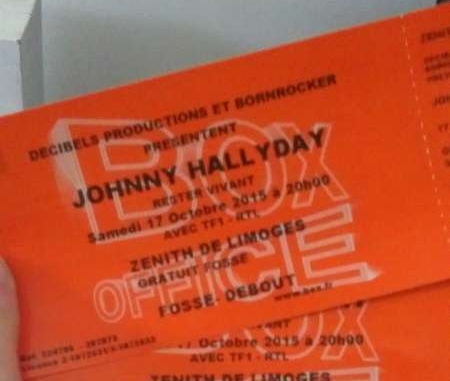 DECIBELS PRODUCTIONS ET BORNROCKER
PRESENTENT
JOHNNY HALLYDAY
RESTER VIVANT
Samedi 17 Octobre 2015 à 20h00
AVEC TF1 - RTL
ZENITH DE LIMOGES
GRATUIT FOSSE
FOSSE-DEBOUT
BOX
OFFICE
17 Octobre 2015 à 20h00
AVEC TF1 - RTL
ZENITH DE LIMOGES